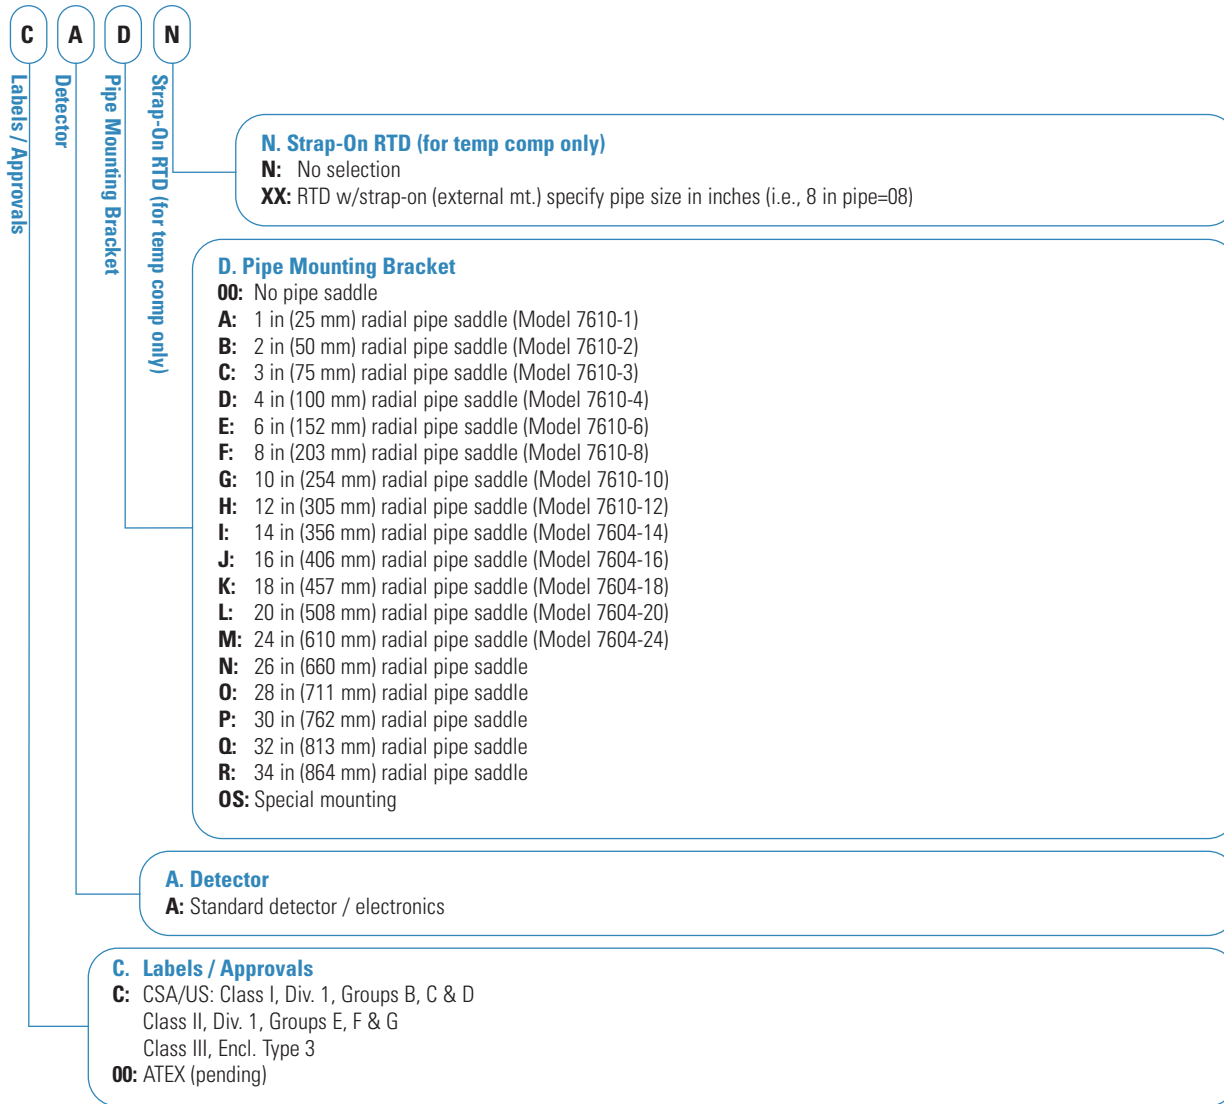 C A D N
Labels / Approvals
Detector
Pipe Mounting Bracket
Strap-On RTD (for temp comp only)
N. Strap-On RTD (for temp comp only)
N: No selection
XX: RTD w/strap-on (external mt.) specify pipe size in inches (i.e., 8 in pipe=08)
D. Pipe Mounting Bracket
00: No pipe saddle
A: 1 in (25 mm) radial pipe saddle (Model 7610-1)
B: 2 in (50 mm) radial pipe saddle (Model 7610-2)
C: 3 in (75 mm) radial pipe saddle (Model 7610-3)
D: 4 in (100 mm) radial pipe saddle (Model 7610-4)
E: 6 in (152 mm) radial pipe saddle (Model 7610-6)
F: 8 in (203 mm) radial pipe saddle (Model 7610-8)
G: 10 in (254 mm) radial pipe saddle (Model 7610-10)
H: 12 in (305 mm) radial pipe saddle (Model 7610-12)
I: 14 in (356 mm) radial pipe saddle (Model 7604-14)
J: 16 in (406 mm) radial pipe saddle (Model 7604-16)
K: 18 in (457 mm) radial pipe saddle (Model 7604-18)
L: 20 in (508 mm) radial pipe saddle (Model 7604-20)
M: 24 in (610 mm) radial pipe saddle (Model 7604-24)
N: 26 in (660 mm) radial pipe saddle
O: 28 in (711 mm) radial pipe saddle
P: 30 in (762 mm) radial pipe saddle
Q: 32 in (813 mm) radial pipe saddle
R: 34 in (864 mm) radial pipe saddle
OS: Special mounting
A. Detector
A: Standard detector / electronics
C. Labels / Approvals
C: CSA/US: Class I, Div. 1, Groups B, C & D
Class II, Div. 1, Groups E, F & G
Class III, Encl. Type 3
00: ATEX (pending)